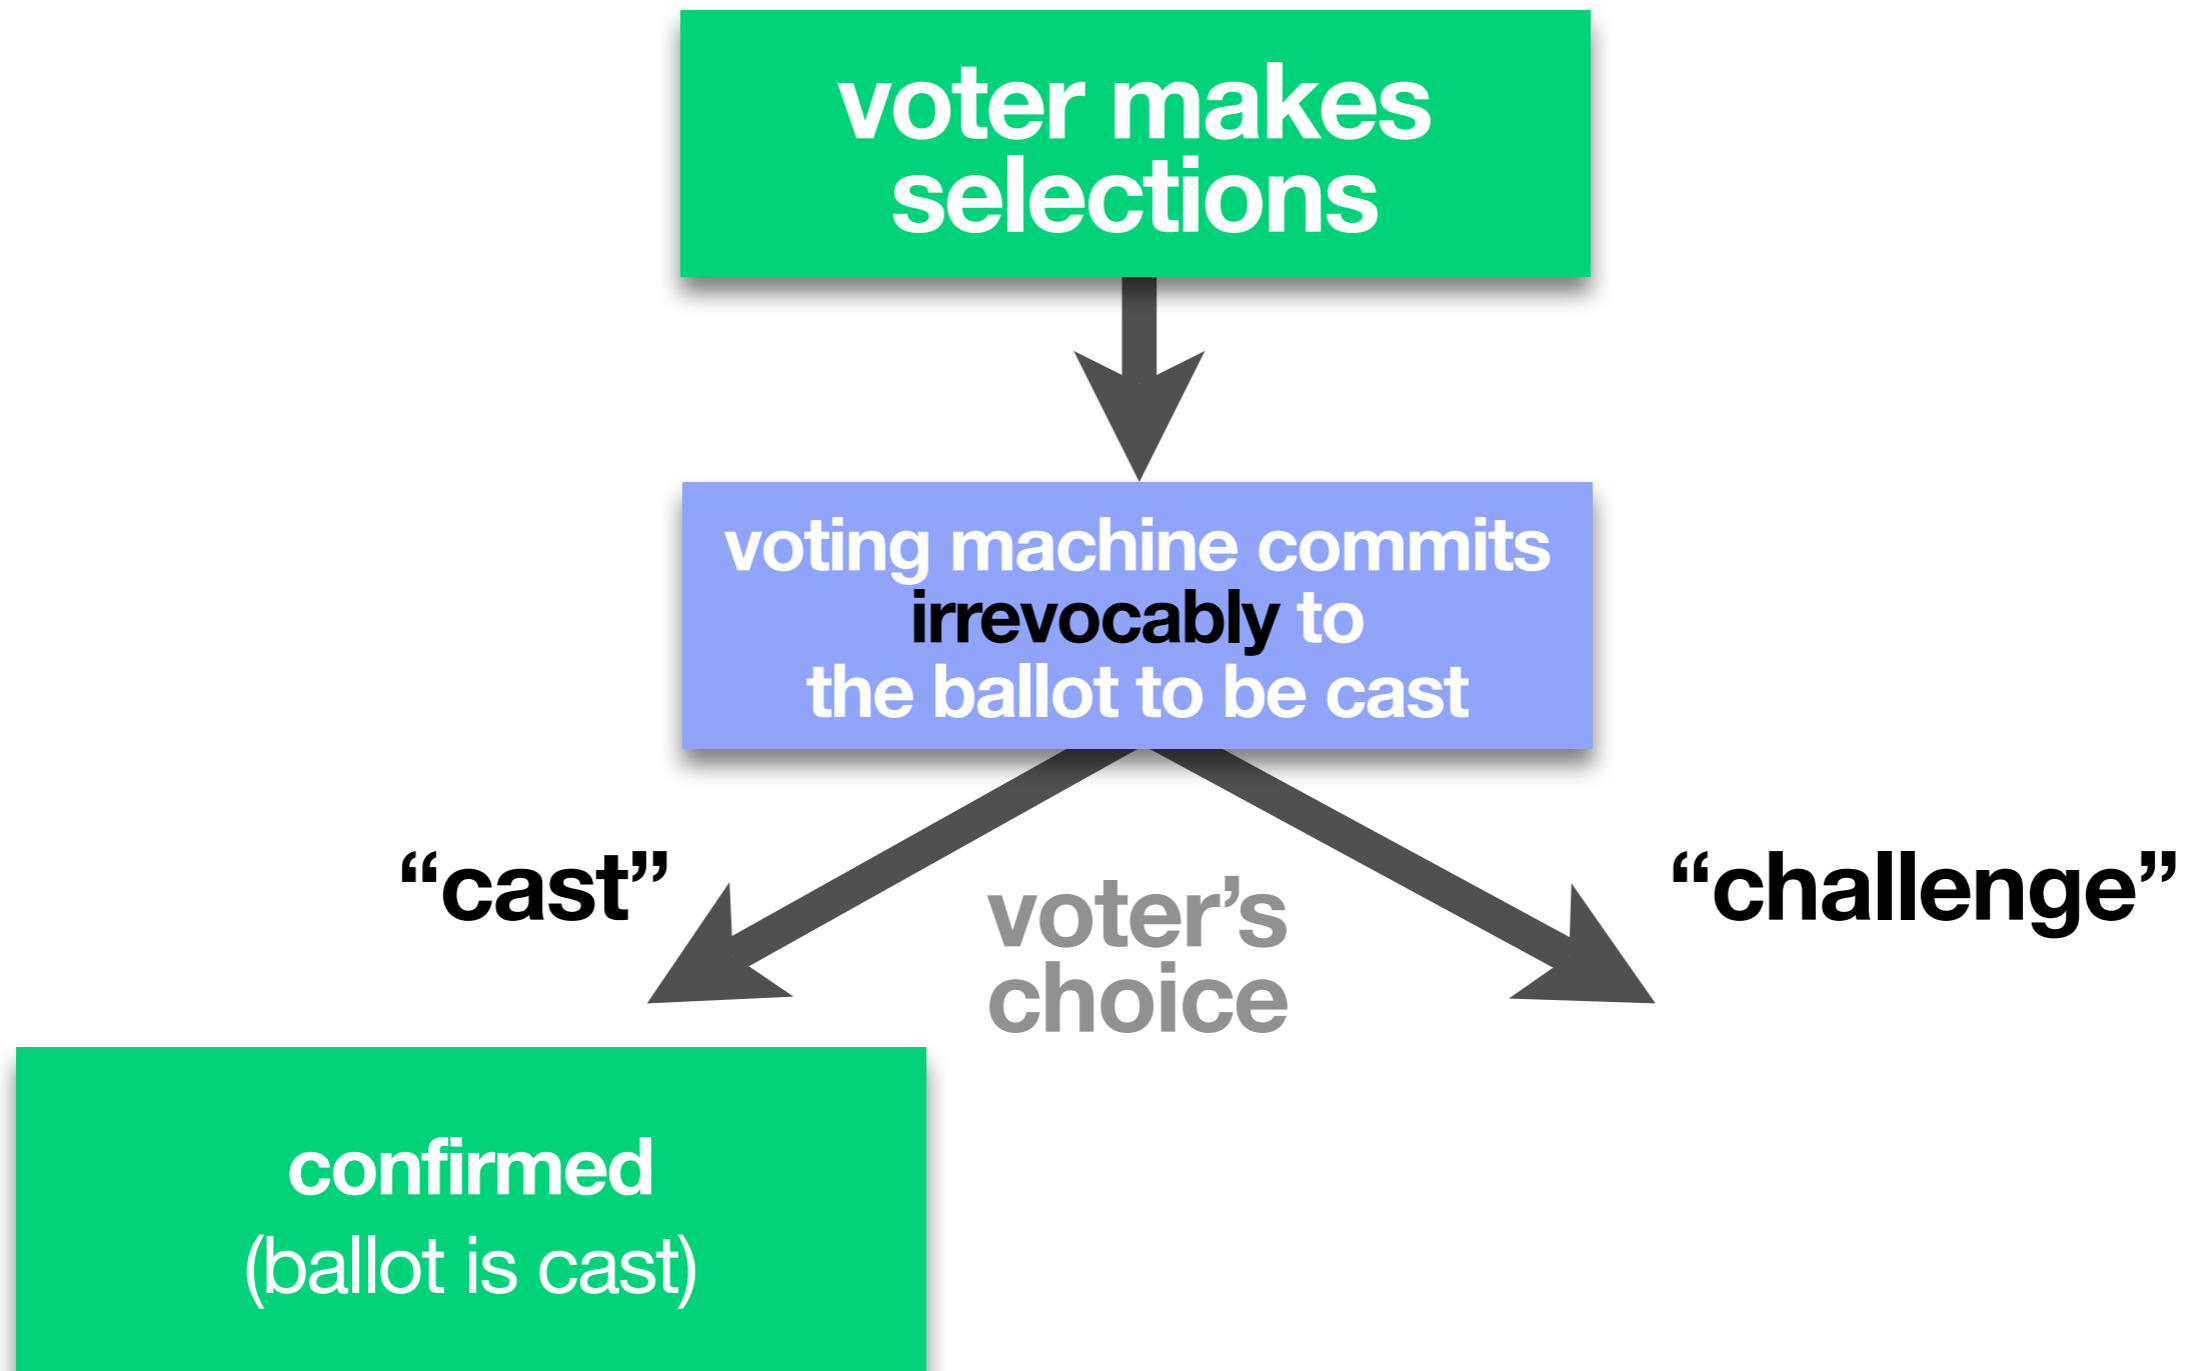 voter makes
selections
voting machine commits
irrevocably to
the ballot to be cast
“cast”
“challenge”
voter’s
choice
confirmed
(ballot is cast)